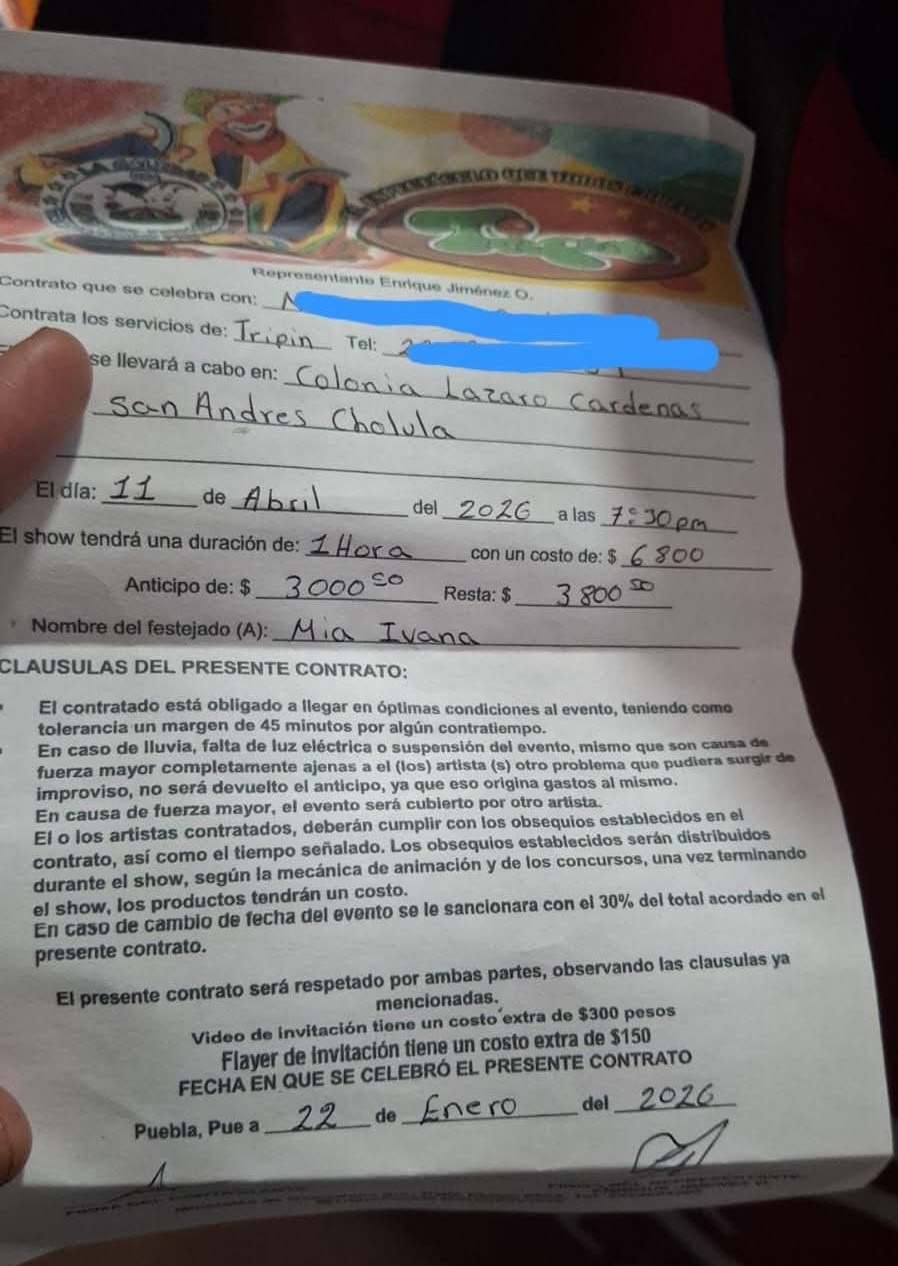 Representante Enrique Jiménez O.
Contrato que se celebra con:
Contrata los servicios de: Tripin Tel: 2
se llevará a cabo en: Colonia Lazaro Cardenas
San Andres Cholula
El día: 11 de Abril del 2026 a las 7:30pm
El show tendrá una duración de: 1 Hora con un costo de: $ 6800
Anticipo de: $ 3000 00 Resta: $ 3800 00
Nombre del festejado (A): Mia Ivana
CLAUSULAS DEL PRESENTE CONTRATO:
El contratado está obligado a llegar en óptimas condiciones al evento, teniendo como
tolerancia un margen de 45 minutos por algún contratiempo.
En caso de lluvia, falta de luz eléctrica o suspensión del evento, mismo que son causa de
fuerza mayor completamente ajenas a el (los) artista (s) otro problema que pudiera surgir de
improviso, no será devuelto el anticipo, ya que eso origina gastos al mismo.
En causa de fuerza mayor, el evento será cubierto por otro artista.
El o los artistas contratados, deberán cumplir con los obsequios establecidos en el
contrato, así como el tiempo señalado. Los obsequios establecidos serán distribuidos
durante el show, según la mecánica de animación y de los concursos, una vez terminando
el show, los productos tendrán un costo.
En caso de cambio de fecha del evento se le sancionara con el 30% del total acordado en el
presente contrato.
El presente contrato será respetado por ambas partes, observando las clausulas ya
mencionadas.
Video de invitación tiene un costo extra de $300 pesos
Flayer de invitación tiene un costo extra de $150
FECHA EN QUE SE CELEBRÓ EL PRESENTE CONTRATO
Puebla, Pue a 22 de Enero del 2026